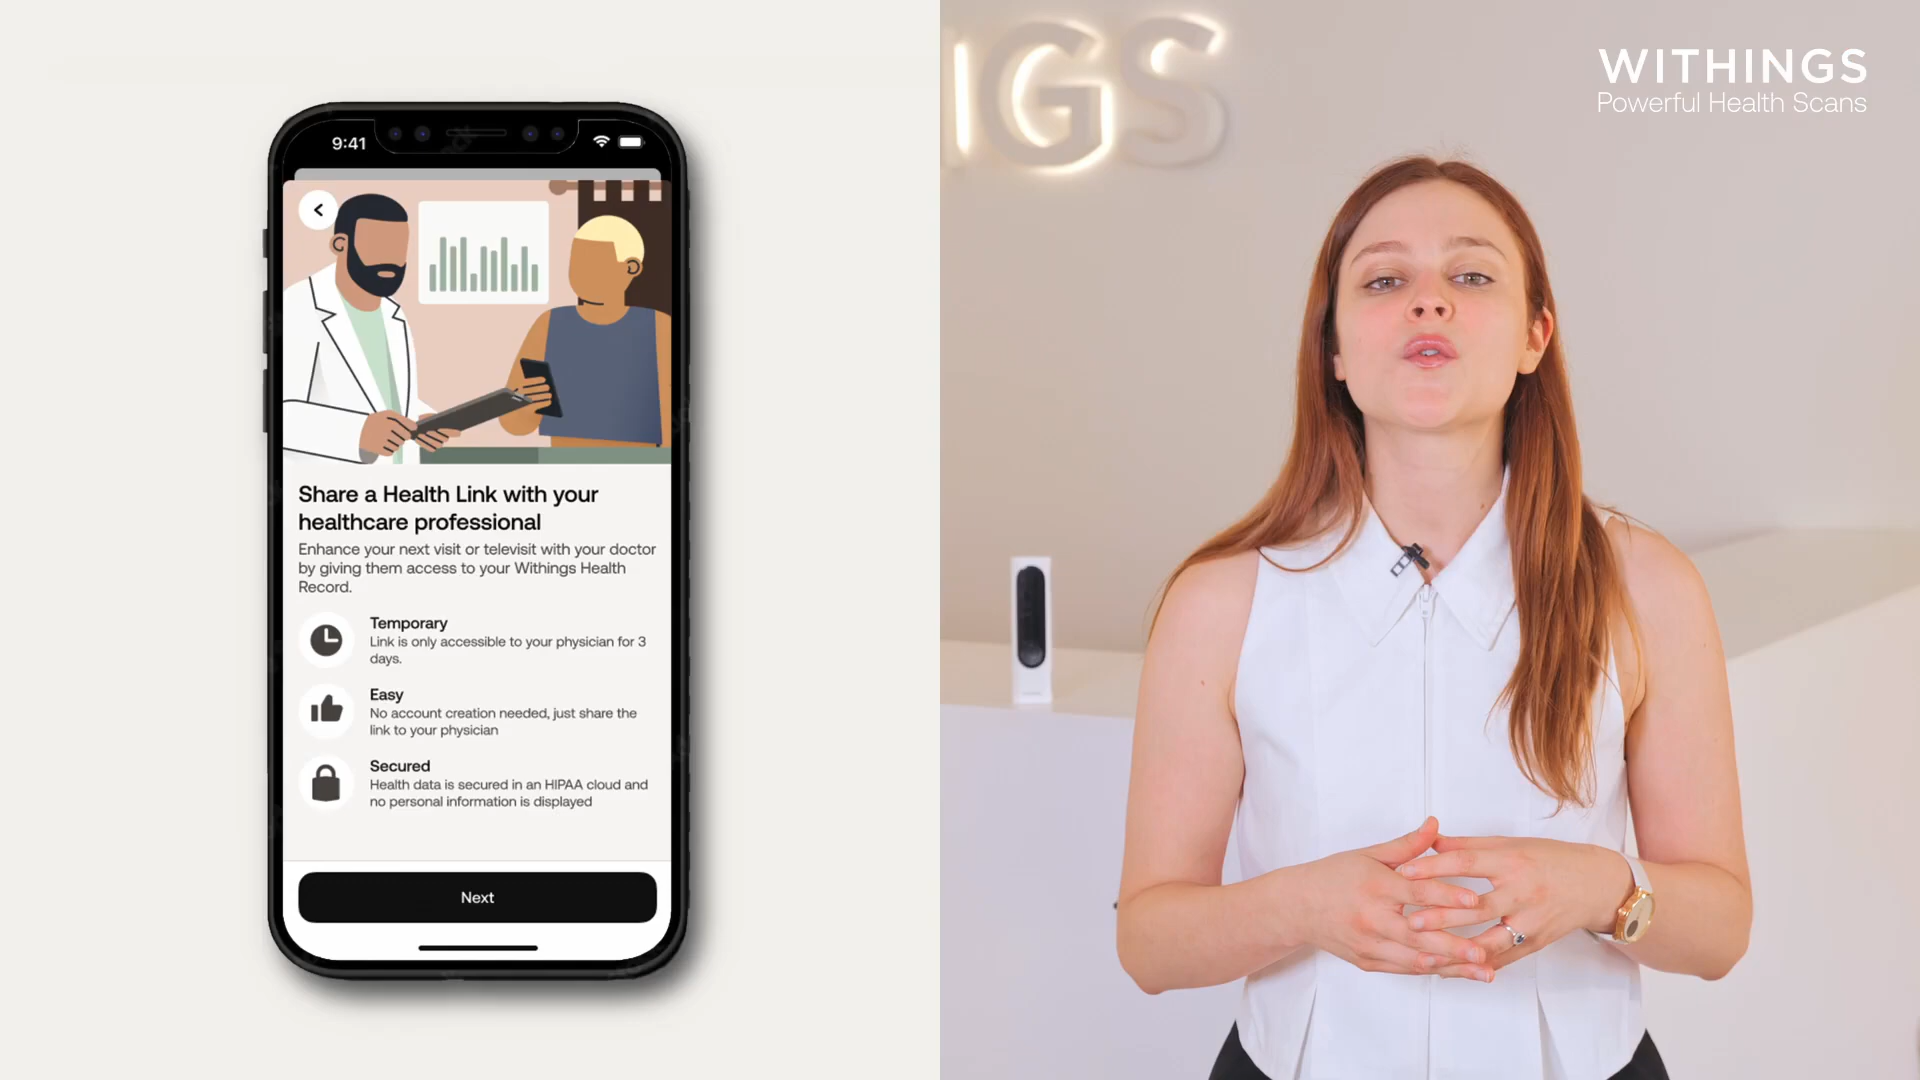 9:41
Share a Health Link with your
healthcare professional
Enhance your next visit or televisit with your doctor
by giving them access to your Withings Health
Record.
Temporary
Link is only accessible to your physician for 3
days.
Easy
No account creation needed, just share the
link to your physician
Secured
Health data is secured in an HIPAA cloud and
no personal information is displayed
Next
NGS
WITHINGS
Powerful Health Scans